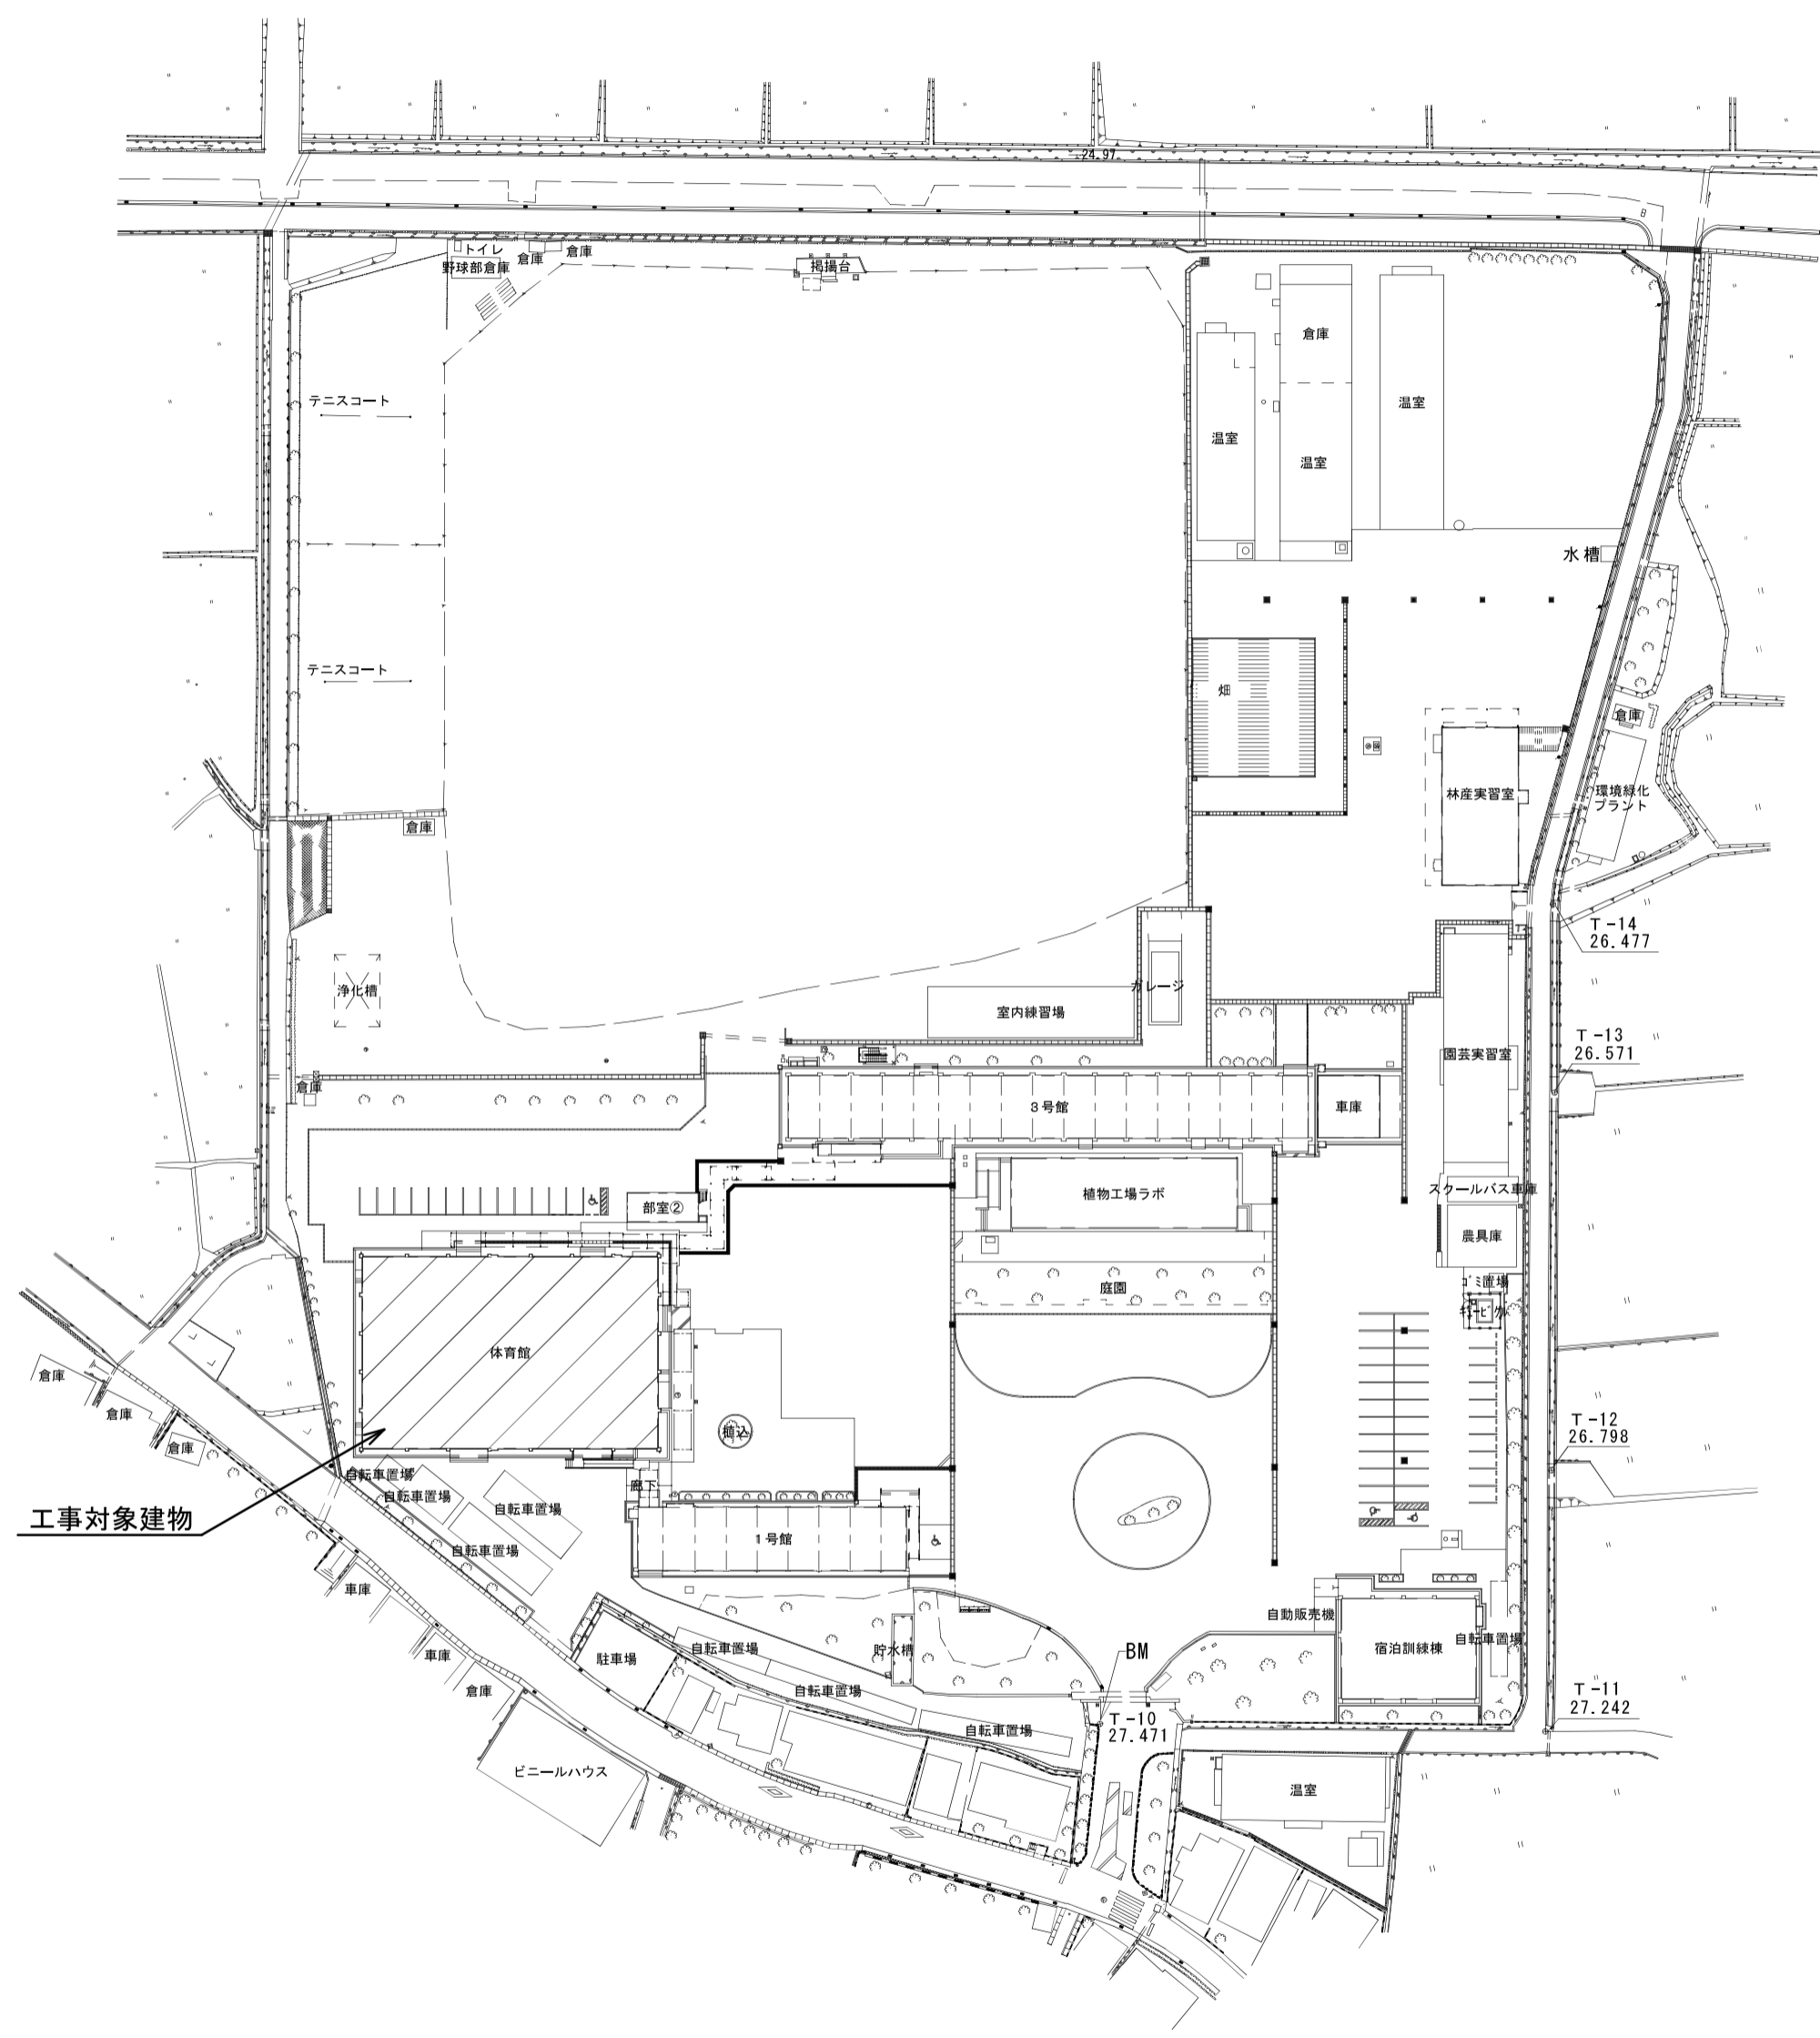 24.97
トイレ
野球部倉庫
倉庫
倉庫
掲揚台
テニスコート
温室
倉庫
温室
温室
水槽
テニスコート
畑
倉庫
林産実習室
環境緑化
プラント
倉庫
T-14
26.477
浄化槽
室内練習場
ガレージ
T-13
26.571
園芸実習室
倉庫
3号館
車庫
植物工場ラボ
スクールバス車庫
部室②
農具庫
庭園
ゴミ置場
キュービクル
体育館
倉庫
倉庫
倉庫
植込
T-12
26.798
自転車置場
自転車置場
自転車置場
自転車置場
廊下
工事対象建物
1号館
車庫
車庫
倉庫
駐車場
自転車置場
自転車置場
自転車置場
貯水槽
BM
T-10
27.471
自動販売機
宿泊訓練棟
自転車置場
T-11
27.242
ビニールハウス
温室